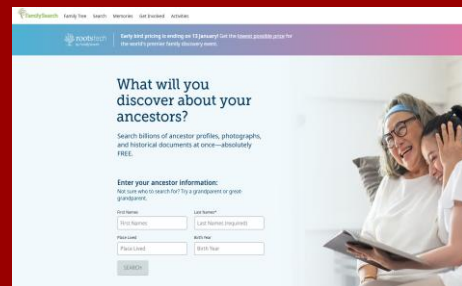 FamilySearch Family Tree Search Memories Get Involved Activities
rootstech Early bird pricing is ending on 13 January! Get the lowest possible price for
the world's premier family discovery event.
What will you
discover about your
ancestors?
Search billions of ancestor profiles, photographs,
and historical documents at once—absolutely
FREE.
Enter your ancestor information:
Not sure who to search for? Try a grandparent or great-
grandparent.
First Names Last Names*
First Names Last Names (required)
Place Lived Birth Year
Place Lived Birth Year
SEARCH